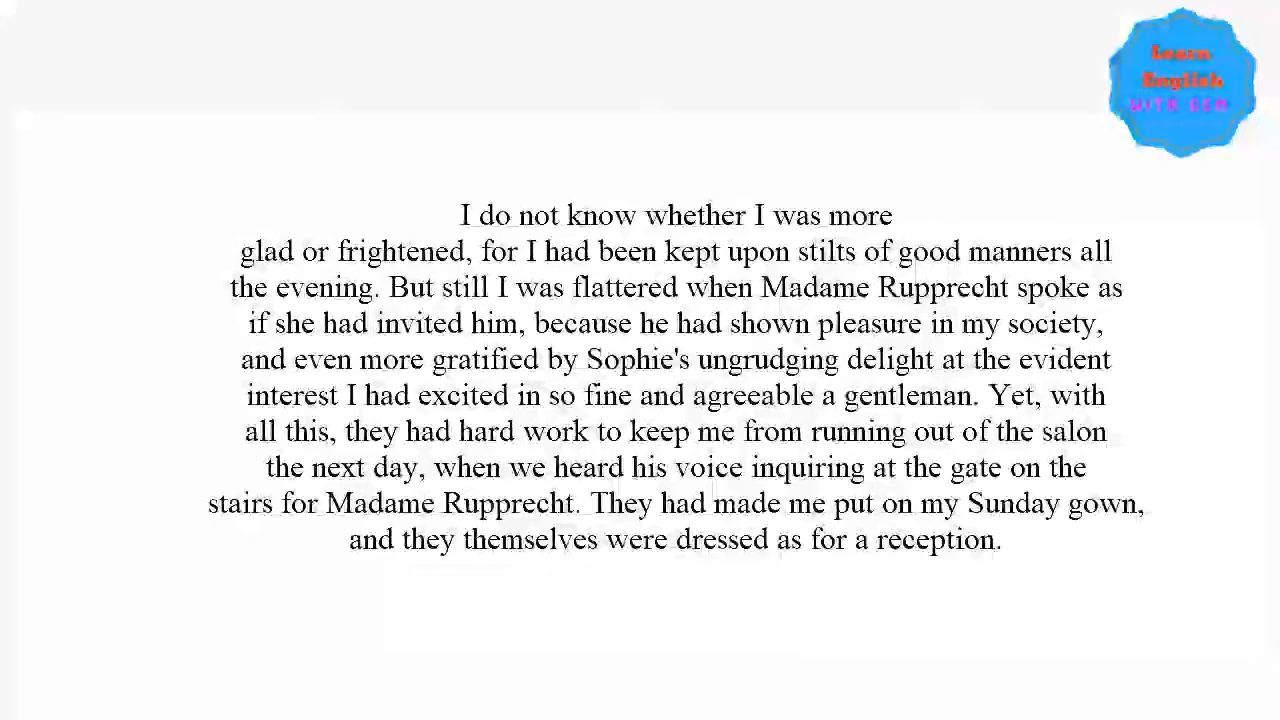 Learn
English
WITH GEM
I do not know whether I was more
glad or frightened, for I had been kept upon stilts of good manners all
the evening. But still I was flattered when Madame Rupprecht spoke as
if she had invited him, because he had shown pleasure in my society,
and even more gratified by Sophie's ungrudging delight at the evident
interest I had excited in so fine and agreeable a gentleman. Yet, with
all this, they had hard work to keep me from running out of the salon
the next day, when we heard his voice inquiring at the gate on the
stairs for Madame Rupprecht. They had made me put on my Sunday gown,
and they themselves were dressed as for a reception.